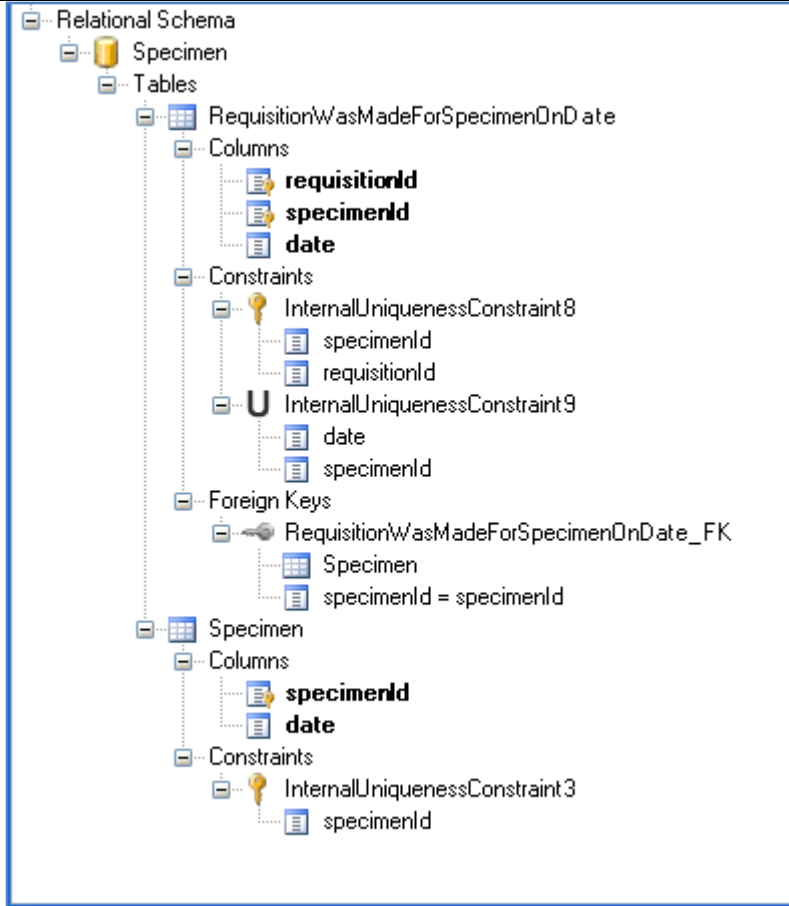 Relational Schema
Specimen
Tables
RequisitionWasMadeForSpecimenOnDate
Columns
requisitionId
specimenId
date
Constraints
InternalUniquenessConstraint8
specimenId
requisitionId
U InternalUniquenessConstraint9
date
specimenId
Foreign Keys
RequisitionWasMadeForSpecimenOnDate_FK
Specimen
specimenId = specimenId
Specimen
Columns
specimenId
date
Constraints
InternalUniquenessConstraint3
specimenId